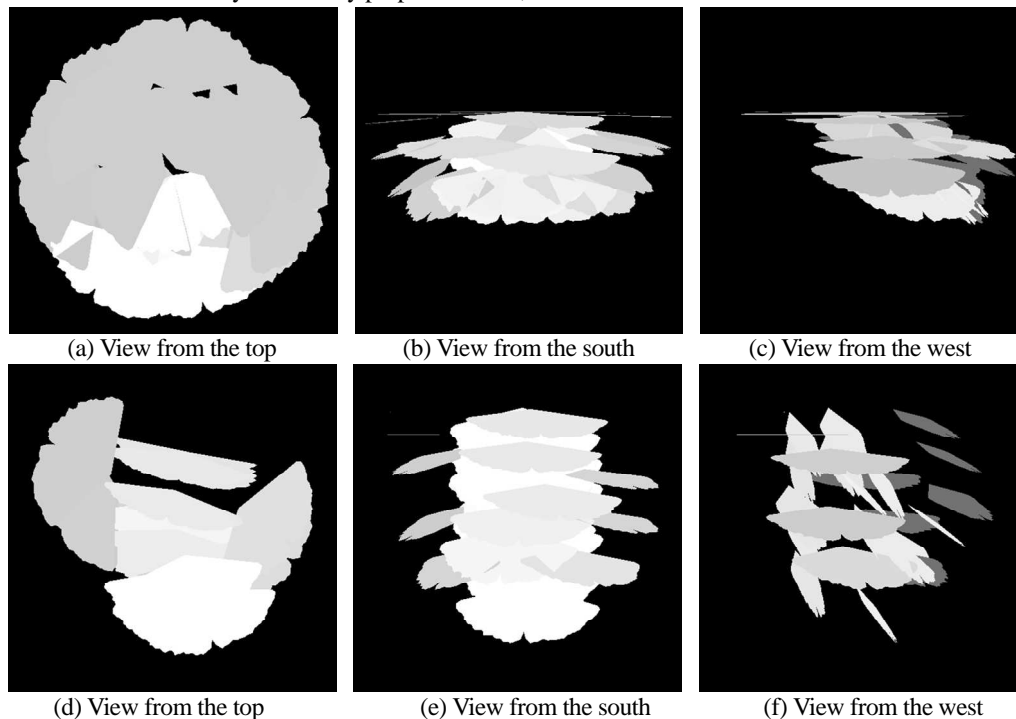 (a) View from the top
(b) View from the south
(c) View from the west
(d) View from the top
(e) View from the south
(f) View from the west